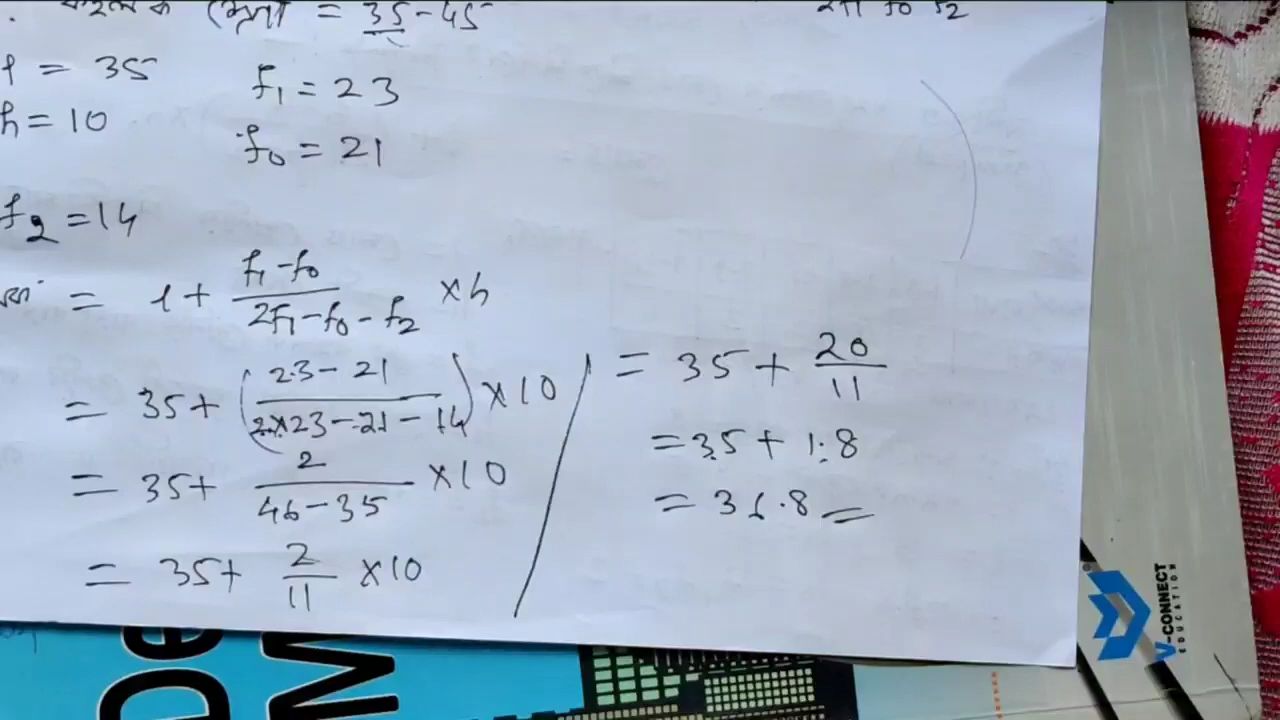 = 35-45
l = 35
f₁ = 23
h = 10
f₀ = 21
f₂ = 14
= l + (f₁-f₀)/(2f₁-f₀-f₂) × h
= 35+ (23-21)/(2×23-21-14) × 10
= 35+ 2/(46-35) × 10
= 35+ 2/11 × 10
= 35 + 20/11
= 35 + 1.8
= 36.8
De
M
V-CONNECT
EDUCATION